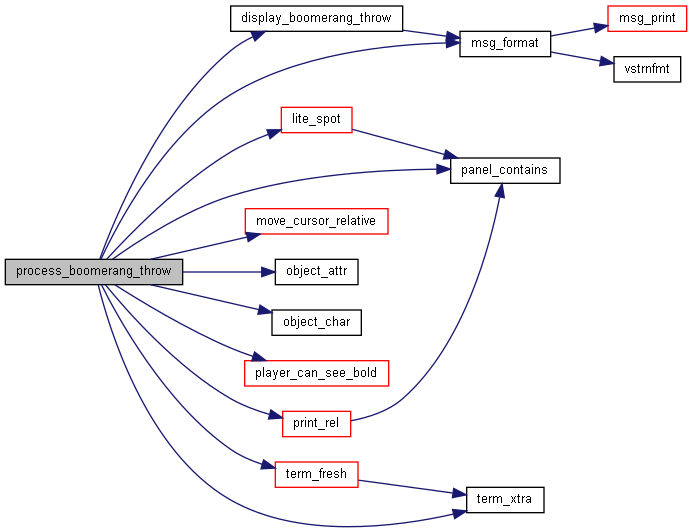 display_boomerang_throw
msg_print
msg_format
vstrnfmt
lite_spot
panel_contains
move_cursor_relative
process_boomerang_throw
object_attr
object_char
player_can_see_bold
print_rel
term_fresh
term_xtra